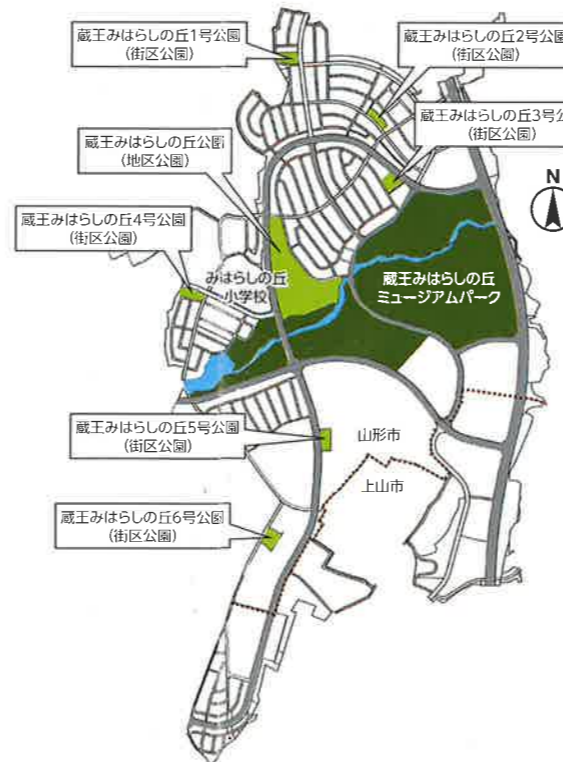 蔵王みはらしの丘1号公園
(街区公園)
蔵王みはらしの丘2号公園
(街区公園)
蔵王みはらしの丘3号公
(街区公園)
蔵王みはらしの丘公園
(地区公園)
N
蔵王みはらしの丘4号公園
(街区公園)
みはらしの丘
小学校
蔵王みはらしの丘
ミュージアムパーク
蔵王みはらしの丘5号公園
(街区公園)
山形市
上山市
蔵王みはらしの丘6号公園
(街区公園)